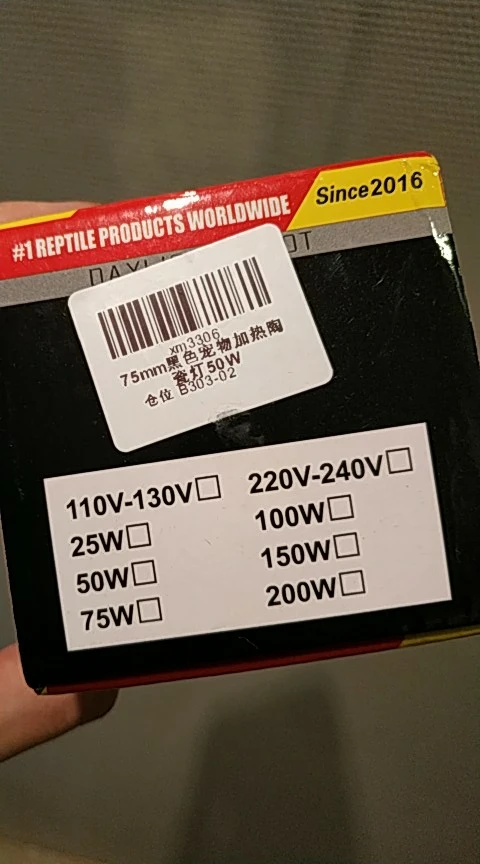 Since2016
#1 REPTILE PRODUCTS WORLDWIDE
xm3306
75mm黑色宠物加热陶
瓷灯50W
仓位 B303-02
110V-130V□ 220V-240V□
25W□ 100W□
50W□ 150W□
75W□ 200W□